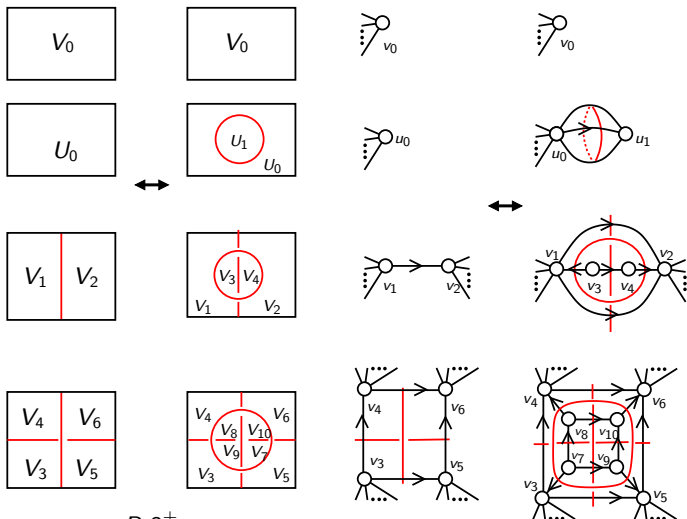 V₀ V₀ v₀ v₀
U₀ U₁ U₀ u₀ u₀ u₁
V₁ V₂ V₃ V₄ V₁ V₂ v₁ v₂ v₁ v₂ v₃ v₄
V₄ V₆ V₄ V₆ v₄ v₆ v₄ v₆
V₈ V₁₀ v₈ v₁₀
V₉ V₇ v₇ v₉
V₃ V₅ V₃ V₅ v₃ v₅ v₃ v₅